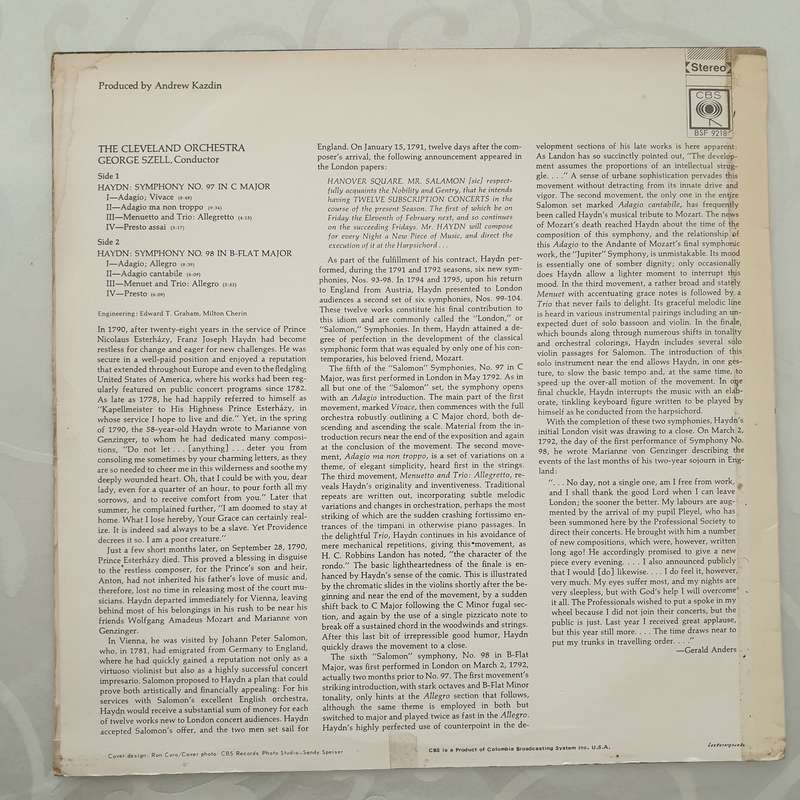 Produced by Andrew Kazdin
Stereo
CBS
BSF 9218
THE CLEVELAND ORCHESTRA
GEORGE SZELL, Conductor
Side 1
HAYDN: SYMPHONY NO. 97 IN C MAJOR
I—Adagio; Vivace
II—Adagio ma non troppo
III—Menuetto and Trio: Allegretto
IV—Presto assai
Side 2
HAYDN: SYMPHONY NO. 98 IN B-FLAT MAJOR
I—Adagio; Allegro
II—Adagio cantabile
III—Menuet and Trio: Allegro
IV—Presto
Engineering: Edward T. Graham, Milton Cherin
In 1790, after twenty-eight years in the service of Prince
Nicolaus Esterházy, Franz Joseph Haydn had become
restless for change and eager for new challenges. He was
secure in a well-paid position and enjoyed a reputation
that extended throughout Europe and even to the fledgling
United States of America, where his works had been reg-
ularly featured on public concert programs since 1782.
As late as 1778, he had happily referred to himself as
"Kapellmeister to His Highness Prince Esterházy, in
whose service I hope to live and die." Yet, in the spring
of 1790, the 58-year-old Haydn wrote to Marianne von
Genzinger, to whom he had dedicated many composi-
tions, "Do not let . . . [anything] . . . deter you from
consoling me sometimes by your charming letters, as they
are so needed to cheer me in this wilderness and soothe my
deeply wounded heart. Oh, that I could be with you, dear
lady, even for a quarter of an hour, to pour forth all my
sorrows, and to receive comfort from you." Later that
summer, he complained further, "I am doomed to stay at
home. What I lose hereby, Your Grace can certainly real-
ize. It is indeed sad always to be a slave. Yet Providence
decrees it so. I am a poor creature."
Just a few short months later, on September 28, 1790,
Prince Esterházy died. This proved a blessing in disguise
to the restless composer, for the Prince's son and heir,
Anton, had not inherited his father's love of music and,
therefore, lost no time in releasing most of the court mu-
sicians. Haydn departed immediately for Vienna, leaving
behind most of his belongings in his rush to be near his
friends Wolfgang Amadeus Mozart and Marianne von
Genzinger.
In Vienna, he was visited by Johann Peter Salomon,
who, in 1781, had emigrated from Germany to England,
where he had quickly gained a reputation not only as a
virtuoso violinist but also as a highly successful concert
impresario. Salomon proposed to Haydn a plan that could
prove both artistically and financially appealing: For his
services with Salomon's excellent English orchestra,
Haydn would receive a substantial sum of money for each
of twelve works new to London concert audiences. Haydn
accepted Salomon's offer, and the two men set sail for
England. On January 15, 1791, twelve days after the com-
poser's arrival, the following announcement appeared in
the London papers:
HANOVER SQUARE. MR. SALAMON [sic] respect-
fully acquaints the Nobility and Gentry, that he intends
having TWELVE SUBSCRIPTION CONCERTS in the
course of the present Season. The first of which be on
Friday the Eleventh of February next, and so continues
on the succeeding Fridays. Mr. HAYDN will compose
for every Night a New Piece of Music, and direct the
execution of it at the Harpsichord . . .
As part of the fulfillment of his contract, Haydn per-
formed, during the 1791 and 1792 seasons, six new sym-
phonies, Nos. 93-98. In 1794 and 1795, upon his return
to England from Austria, Haydn presented to London
audiences a second set of six symphonies, Nos. 99-104.
These twelve works constitute his final contribution to
this idiom and are commonly called the "London," or
"Salomon," Symphonies. In them, Haydn attained a de-
gree of perfection in the development of the classical
symphonic form that was equaled by only one of his con-
temporaries, his beloved friend, Mozart.
The fifth of the "Salomon" Symphonies, No. 97 in C
Major, was first performed in London in May 1792. As in
all but one of the "Salomon" set, the symphony opens
with an Adagio introduction. The main part of the first
movement, marked Vivace, then commences with the full
orchestra robustly outlining a C Major chord, both de-
scending and ascending the scale. Material from the in-
troduction recurs near the end of the exposition and again
at the conclusion of the movement. The second move-
ment, Adagio ma non troppo, is a set of variations on a
theme, of elegant simplicity, heard first in the strings.
The third movement, Menuetto and Trio: Allegretto, re-
veals Haydn's originality and inventiveness. Traditional
repeats are written out, incorporating subtle melodic
variations and changes in orchestration, perhaps the most
striking of which are the sudden crashing fortissimo en-
trances of the timpani in otherwise piano passages. In
the delightful Trio, Haydn continues in his avoidance of
mere mechanical repetitions, giving this movement, as
H. C. Robbins Landon has noted, "the character of the
rondo." The basic lightheartedness of the finale is en-
hanced by Haydn's sense of the comic. This is illustrated
by the chromatic slides in the violins shortly after the be-
ginning and near the end of the movement, by a sudden
shift back to C Major following the C Minor fugal sec-
tion, and again by the use of a single pizzicato note to
break off a sustained chord in the woodwinds and strings.
After this last bit of irrepressible good humor, Haydn
quickly draws the movement to a close.
The sixth "Salomon" symphony, No. 98 in B-Flat
Major, was first performed in London on March 2, 1792,
actually two months prior to No. 97. The first movement's
striking introduction, with stark octaves and B-Flat Minor
tonality, only hints at the Allegro section that follows,
although the same theme is employed in both but
switched to major and played twice as fast in the Allegro.
Haydn's highly perfected use of counterpoint in the de-
velopment sections of his late works is here apparent:
As Landon has so succinctly pointed out, "The develop-
ment assumes the proportions of an intellectual strug-
gle. . . ." A sense of urbane sophistication pervades this
movement without detracting from its innate drive and
vigor. The second movement, the only one in the entire
Salomon set marked Adagio cantabile, has frequently
been called Haydn's musical tribute to Mozart. The news
of Mozart's death reached Haydn about the time of the
composition of this symphony, and the relationship of
this Adagio to the Andante of Mozart's final symphonic
work, the "Jupiter" Symphony, is unmistakable. Its mood
is essentially one of somber dignity; only occasionally
does Haydn allow a lighter moment to interrupt this
mood. In the third movement, a rather broad and stately
Menuet with accentuating grace notes is followed by a
Trio that never fails to delight. Its graceful melodic line
is heard in various instrumental pairings including an un-
expected duet of solo bassoon and violin. In the finale,
which bounds along through numerous shifts in tonality
and orchestral colorings, Haydn includes several solo
violin passages for Salomon. The introduction of this
solo instrument near the end allows Haydn, in one ges-
ture, to slow the basic tempo and, at the same time, to
speed up the over-all motion of the movement. In one
final chuckle, Haydn interrupts the music with an elab-
orate, tinkling keyboard figure written to be played by
himself as he conducted from the harpsichord.
With the completion of these two symphonies, Haydn's
initial London visit was drawing to a close. On March 2,
1792, the day of the first performance of Symphony No.
98, he wrote Marianne von Genzinger describing the
events of the last months of his two-year sojourn in Eng-
land:
". . . No day, not a single one, am I free from work,
and I shall thank the good Lord when I can leave
London; the sooner the better. My labours are aug-
mented by the arrival of my pupil Pleyel, who has
been summoned here by the Professional Society to
direct their concerts. He brought with him a number
of new compositions, which were, however, written
long ago! He accordingly promised to give a new
piece every evening. . . . I also announced publicly
that I would [do] likewise. . . . I do feel it, however,
very much. My eyes suffer most, and my nights are
very sleepless, but with God's help I will overcome
it all. The Professionals wished to put a spoke in my
wheel because I did not join their concerts, but the
public is just. Last year I received great applause,
but this year still more. . . . The time draws near to
put my trunks in travelling order. . . ."
—Gerald Anders
Cover design: Ron Coro/Cover photo: CBS Records Photo Studio—Sandy Speiser
CBS is a Product of Columbia Broadcasting System Inc., U.S.A.